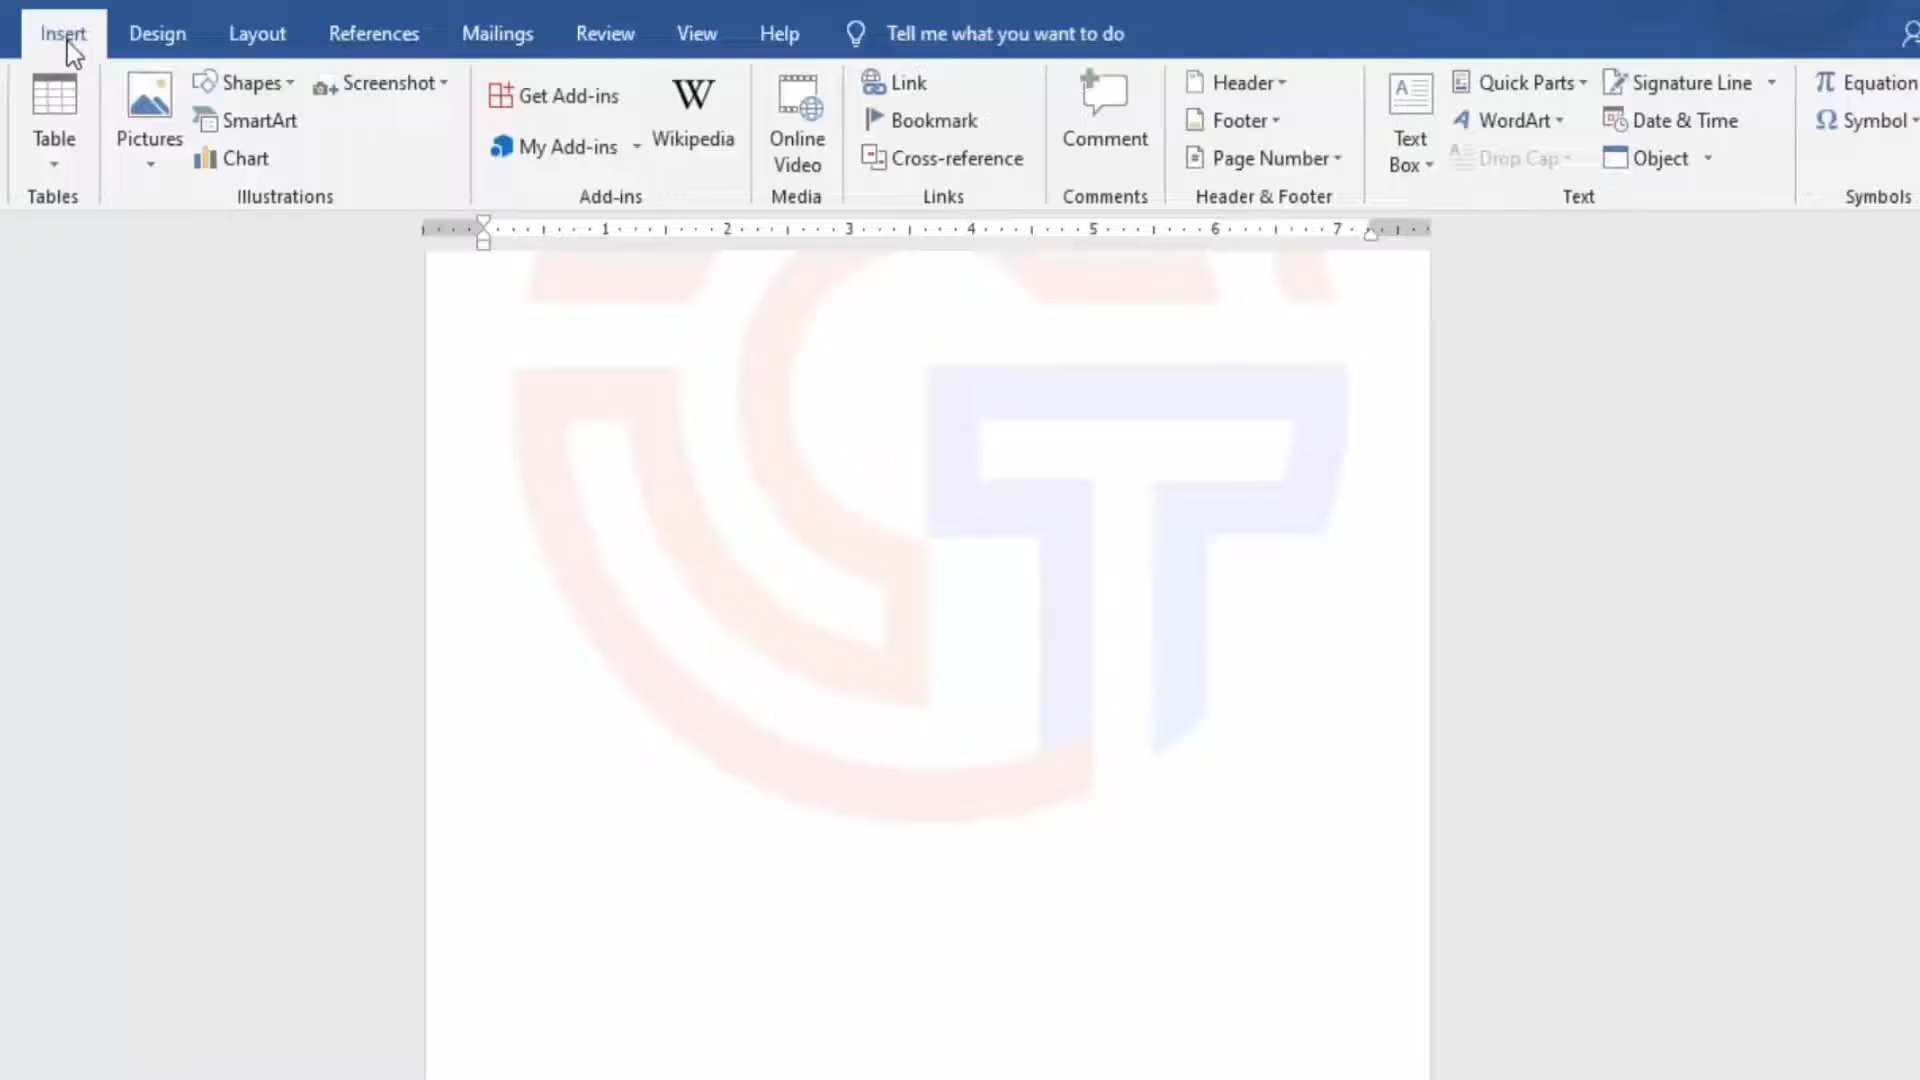 Insert Design Layout References Mailings Review View Help Tell me what you want to do
Table
Pictures
Shapes
SmartArt
Chart
Screenshot
Get Add-ins
My Add-ins
W
Wikipedia
Online
Video
Link
Bookmark
Cross-reference
Comment
Header
Footer
Page Number
A
Text
Box
Quick Parts
WordArt
Drop Cap
Signature Line
Date & Time
Object
π Equation
Ω Symbol
Tables Illustrations Add-ins Media Links Comments Header & Footer Text Symbols
1 2 3 4 5 6 7
T